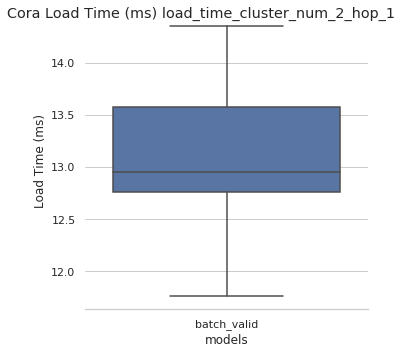 Cora Load Time (ms) load_time_cluster_num_2_hop_1
14.0
13.5
13.0
12.5
12.0
Load Time (ms)
batch_valid
models